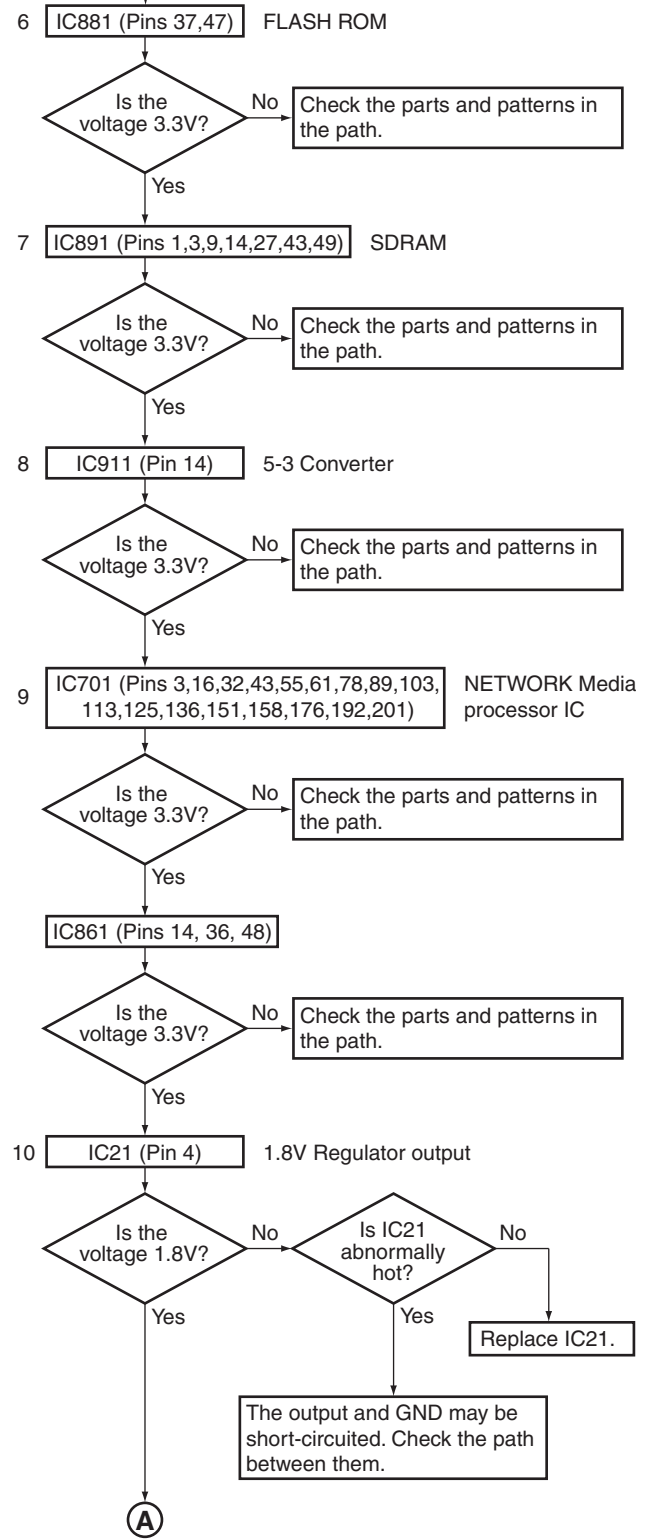 6 IC881 (Pins 37,47) FLASH ROM
Is the
voltage 3.3V?
No
Check the parts and patterns in
the path.
Yes
7 IC891 (Pins 1,3,9,14,27,43,49) SDRAM
Is the
voltage 3.3V?
No
Check the parts and patterns in
the path.
Yes
8 IC911 (Pin 14) 5-3 Converter
Is the
voltage 3.3V?
No
Check the parts and patterns in
the path.
Yes
9
IC701 (Pins 3,16,32,43,55,61,78,89,103,
113,125,136,151,158,176,192,201)
NETWORK Media
processor IC
Is the
voltage 3.3V?
No
Check the parts and patterns in
the path.
Yes
IC861 (Pins 14, 36, 48)
Is the
voltage 3.3V?
No
Check the parts and patterns in
the path.
Yes
10 IC21 (Pin 4) 1.8V Regulator output
Is the
voltage 1.8V?
No
Is IC21
abnormally
hot?
No
Yes
Yes
Replace IC21.
The output and GND may be
short-circuited. Check the path
between them.
A